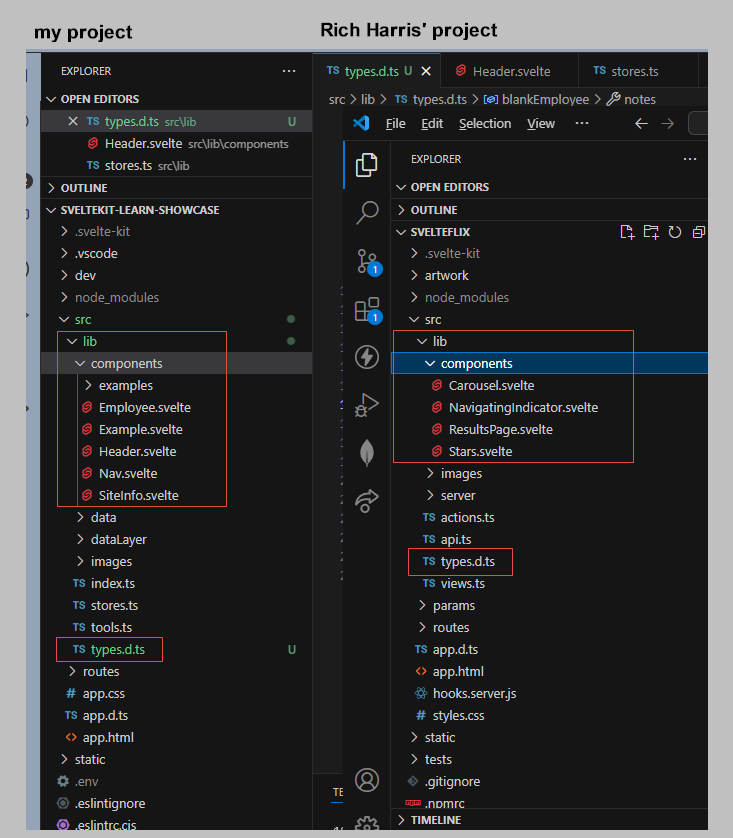 my project
Rich Harris' project
EXPLORER
OPEN EDITORS
TS types.d.ts src\lib U
Header.svelte src\lib\components
TS stores.ts src\lib
OUTLINE
SVELTEKIT-LEARN-SHOWCASE
.svelte-kit
.vscode
dev
node_modules
src
lib
components
examples
Employee.svelte
Example.svelte
Header.svelte
Nav.svelte
SiteInfo.svelte
data
dataLayer
images
TS index.ts
TS stores.ts
TS tools.ts
TS types.d.ts U
routes
# app.css
TS app.d.ts
<> app.html
static
.env
.eslintignore
.eslintrc.cjs
TS types.d.ts U
Header.svelte
TS stores.ts
src > lib > TS types.d.ts > blankEmployee > notes
File Edit Selection View ···
EXPLORER
OPEN EDITORS
OUTLINE
SVELTEFLIX
.svelte-kit
artwork
node_modules
src
lib
components
Carousel.svelte
NavigatingIndicator.svelte
ResultsPage.svelte
Stars.svelte
images
server
TS actions.ts
TS api.ts
TS types.d.ts
TS views.ts
params
routes
TS app.d.ts
<> app.html
hooks.server.js
# styles.css
static
tests
.gitignore
.npmrc
TIMELINE
1
1
TE